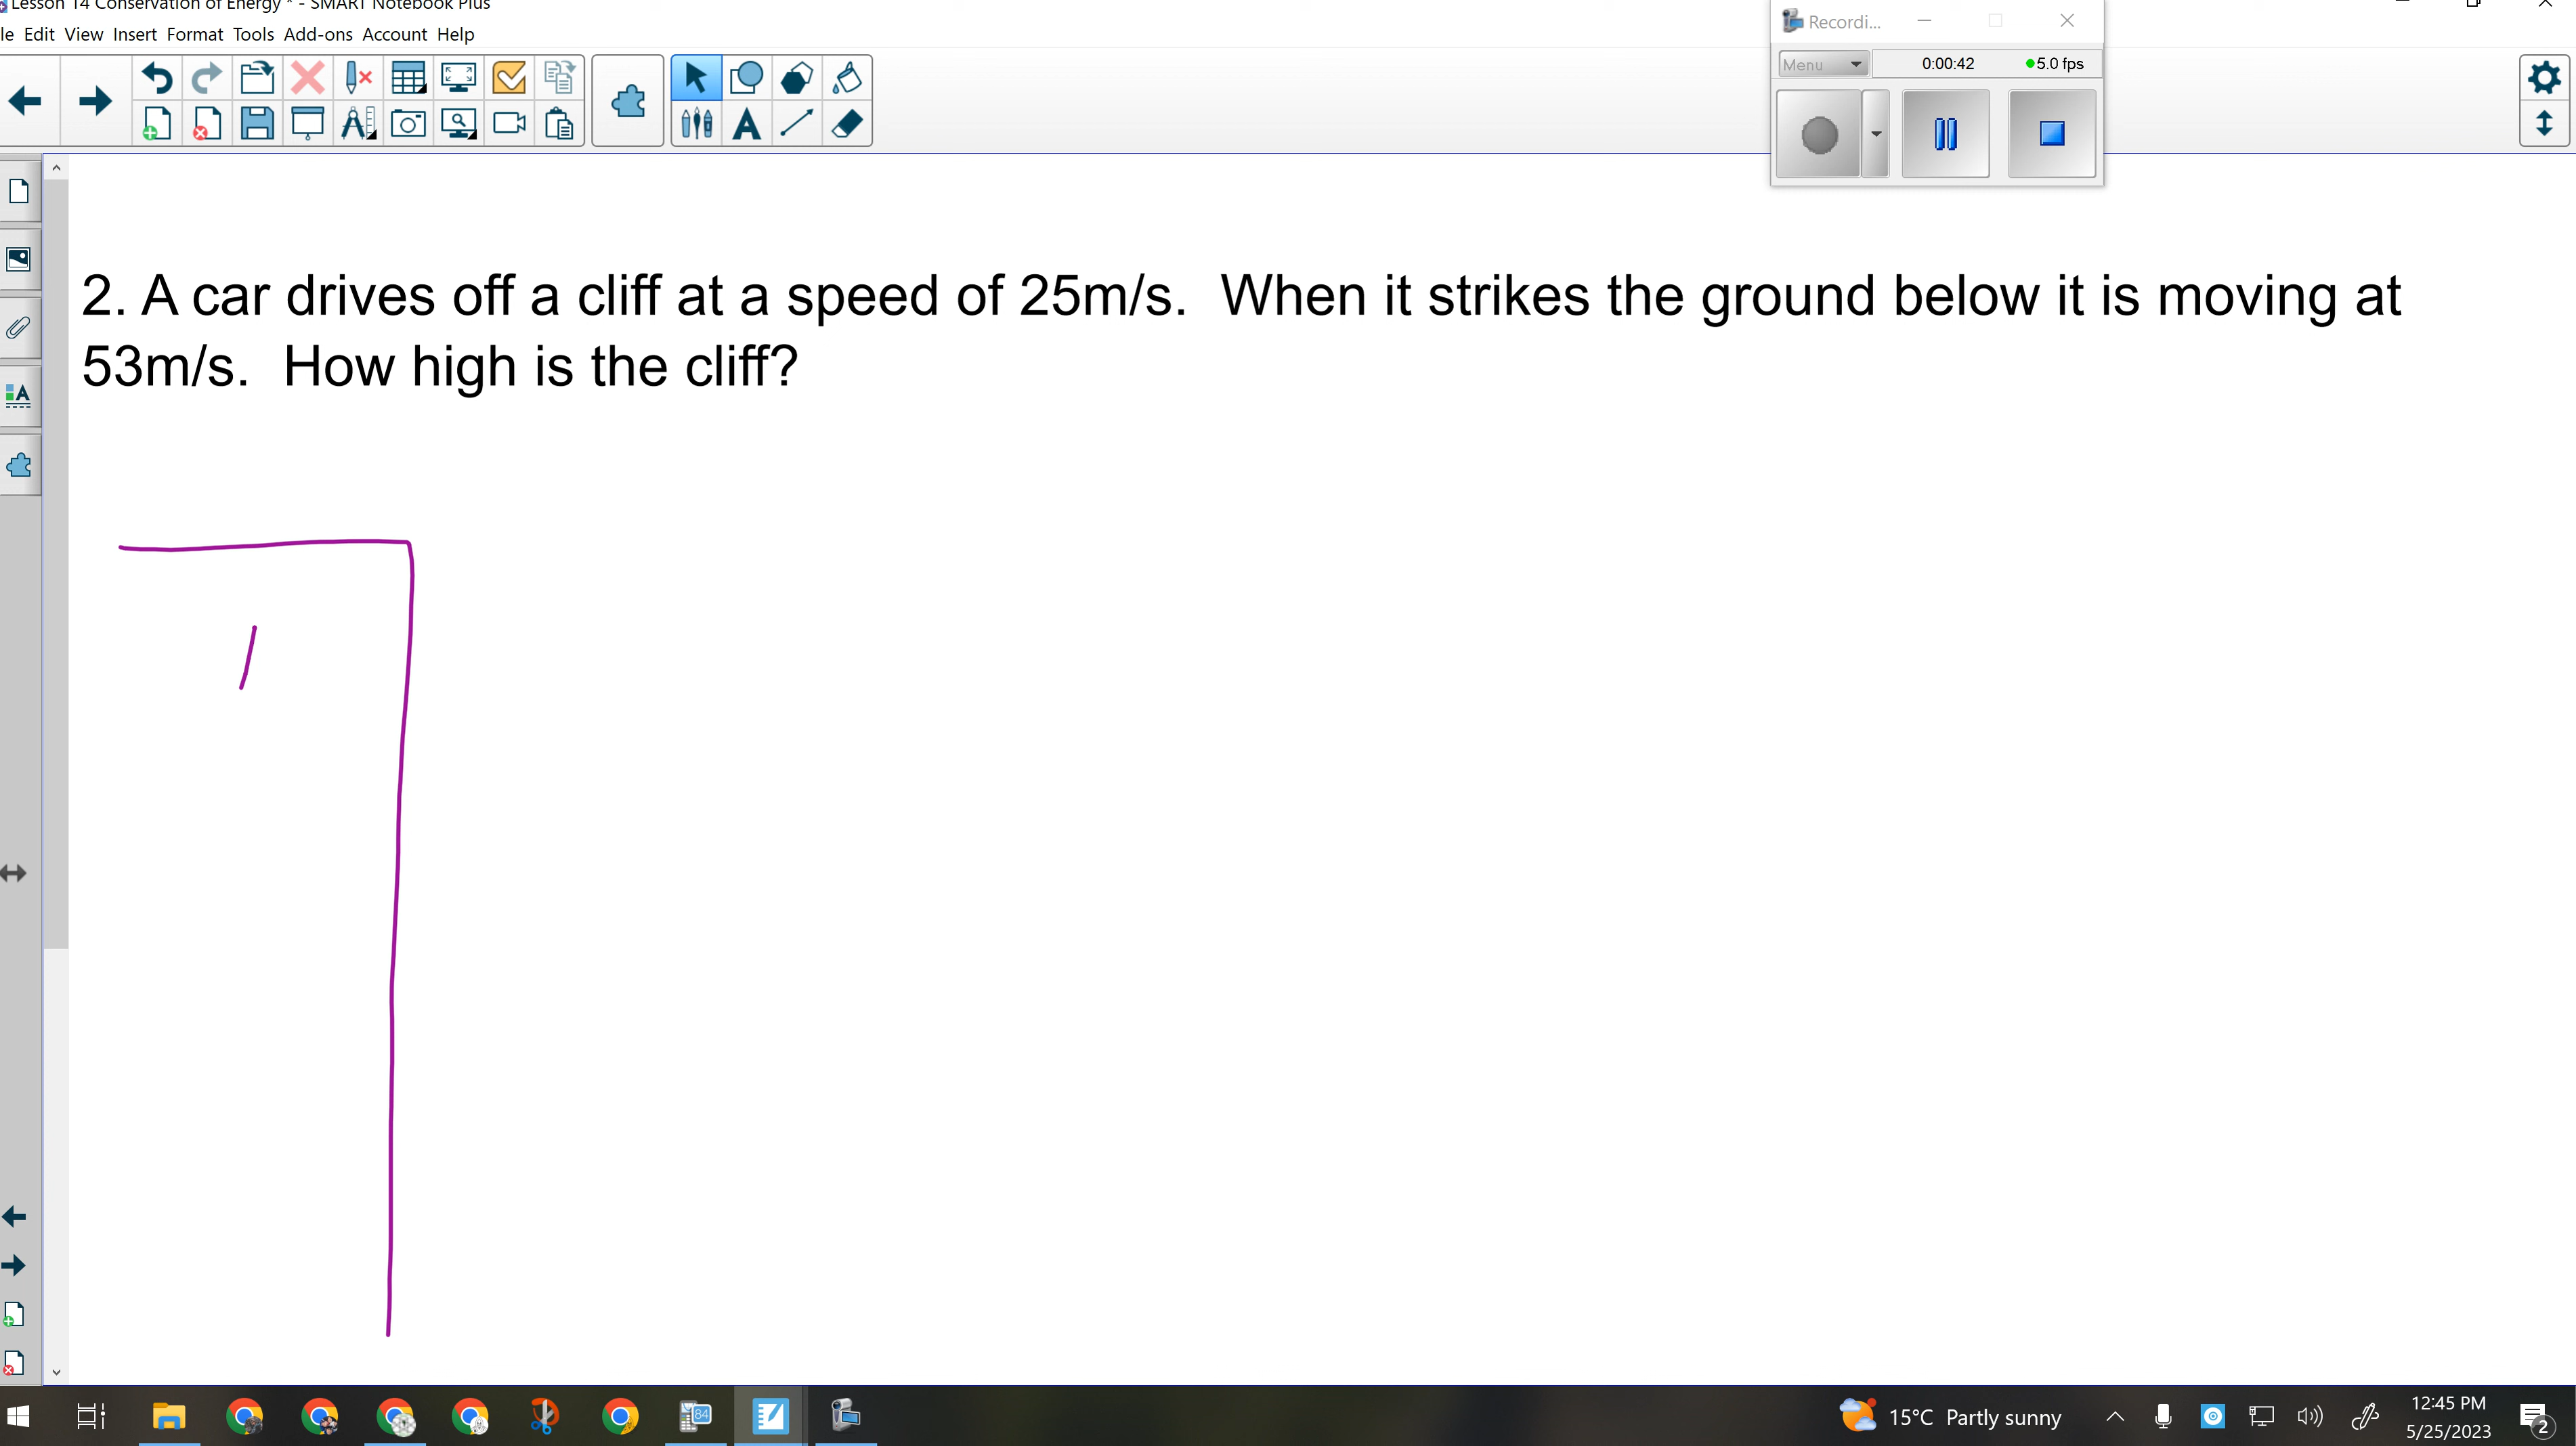 Lesson 14 Conservation of Energy * - SMART Notebook Plus
le Edit View Insert Format Tools Add-ons Account Help
Recordi...
Menu 0:00:42 5.0 fps
2. A car drives off a cliff at a speed of 25m/s. When it strikes the ground below it is moving at
53m/s. How high is the cliff?
84
15°C Partly sunny
12:45 PM
5/25/2023
2